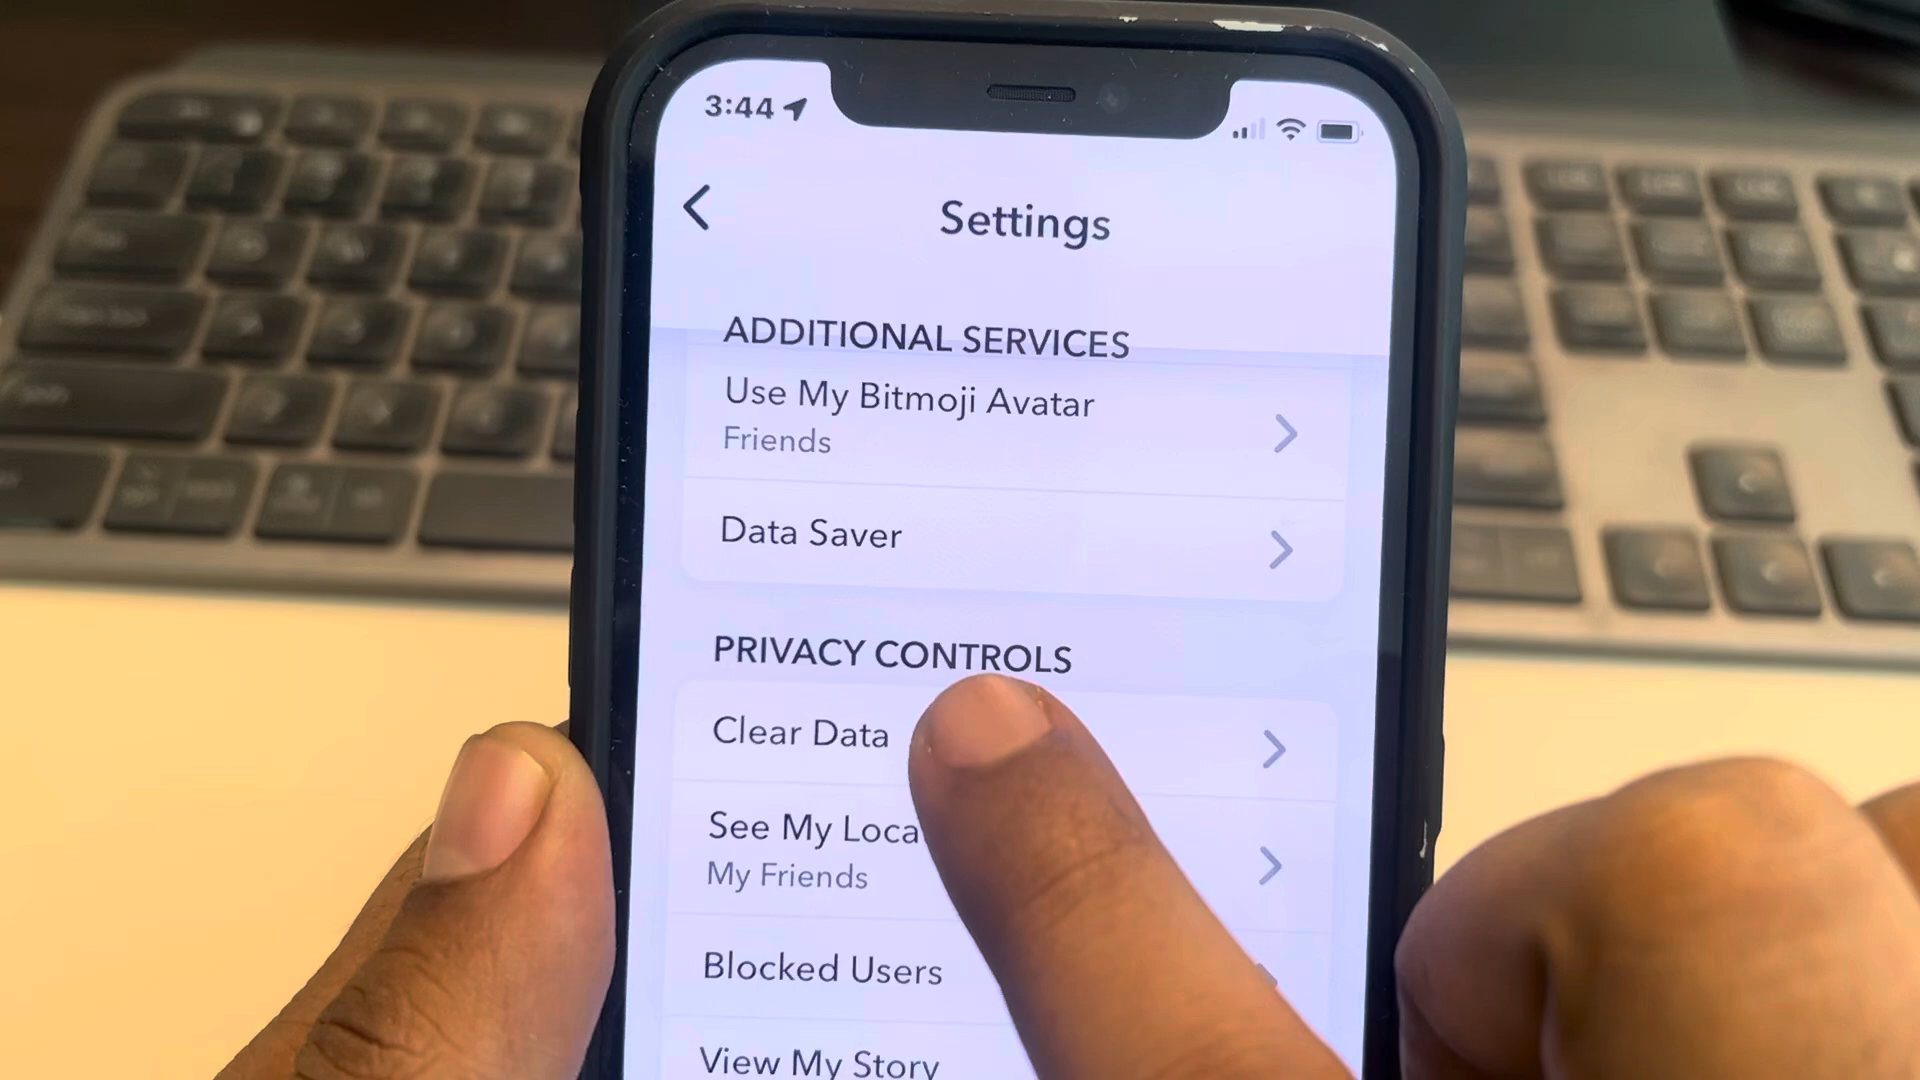 3:44
Settings
ADDITIONAL SERVICES
Use My Bitmoji Avatar
Friends
Data Saver
PRIVACY CONTROLS
Clear Data
See My Loca
My Friends
Blocked Users
View My Story